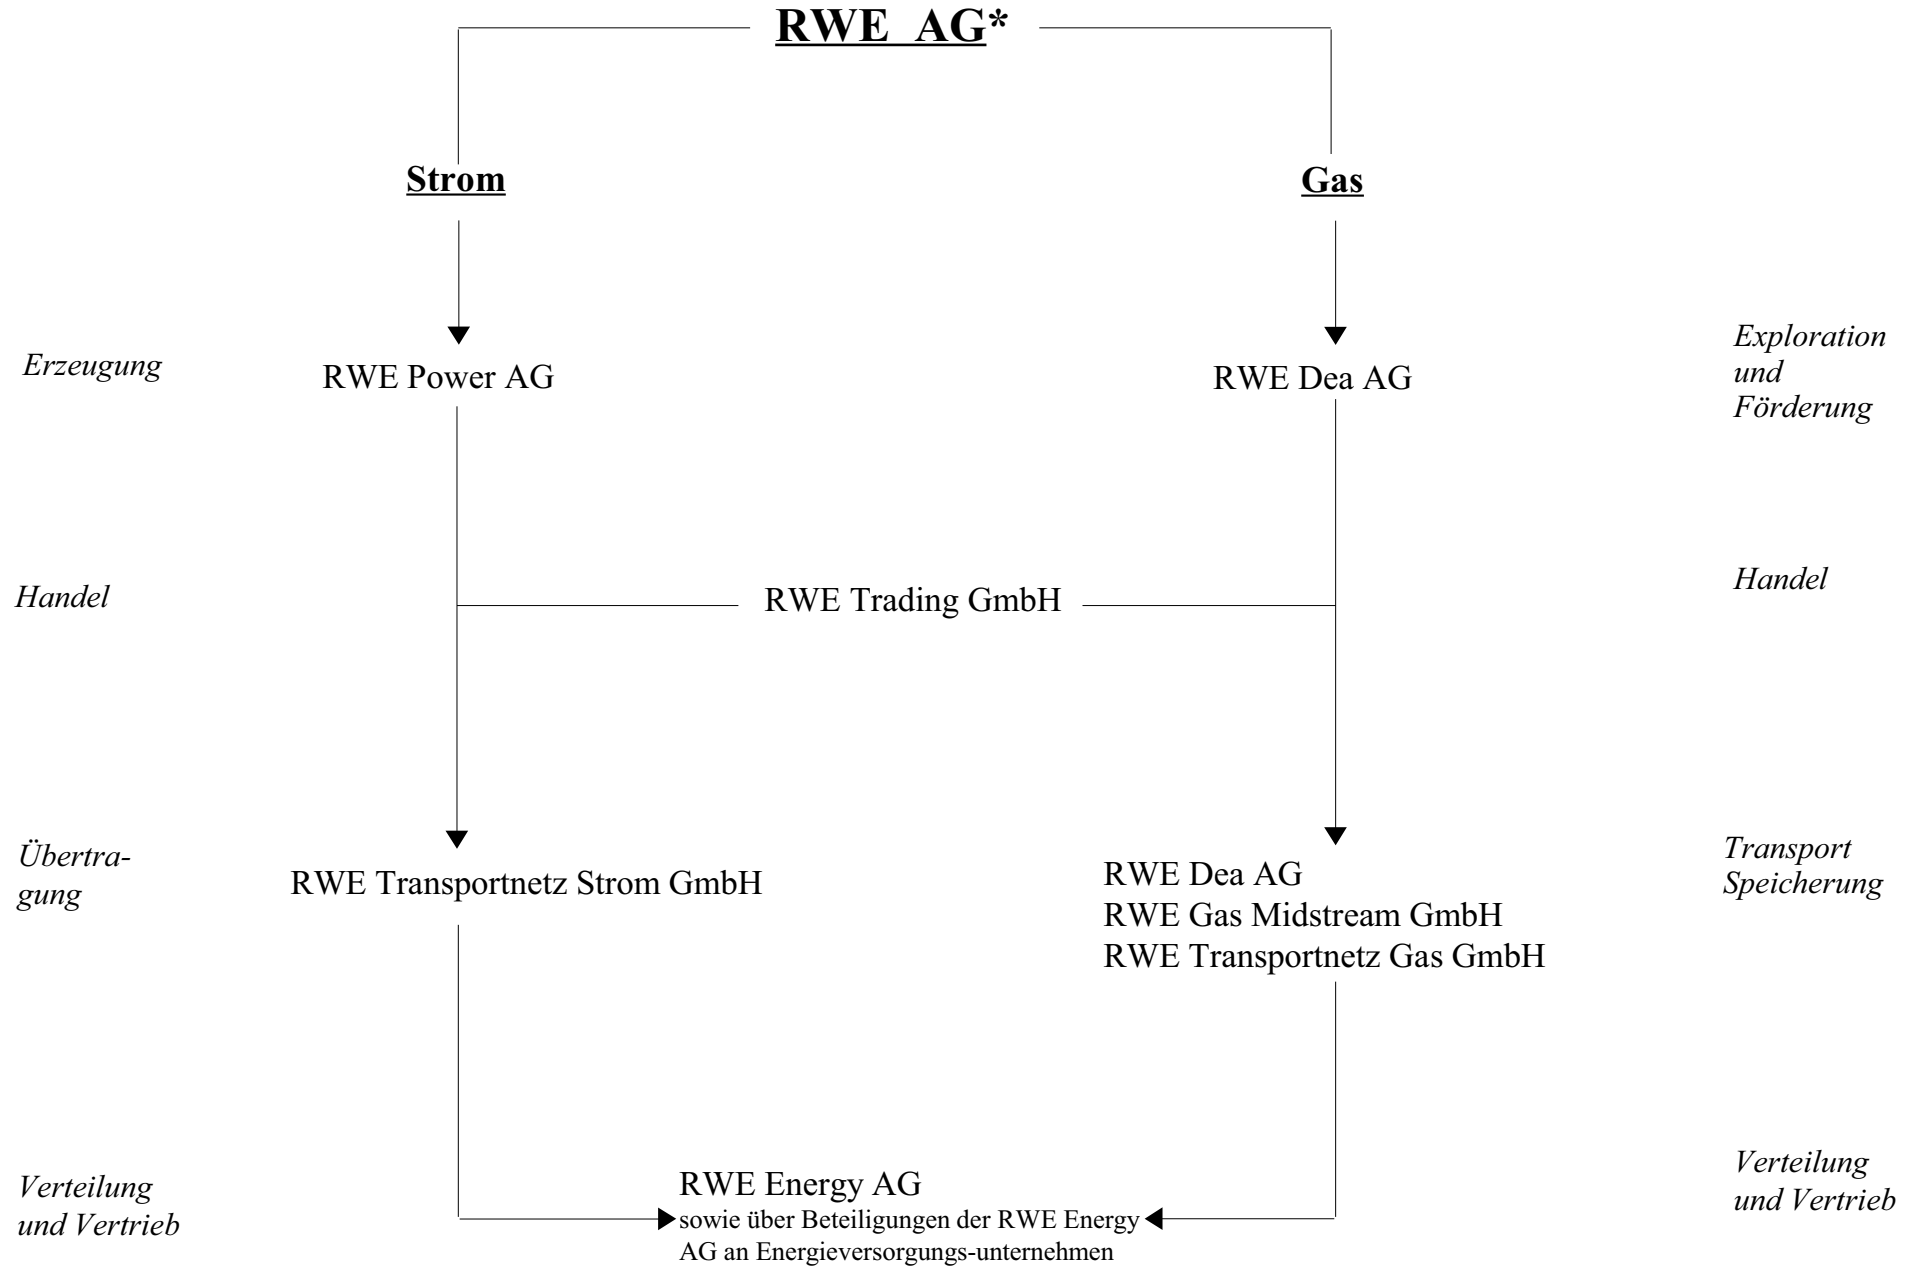 RWE AG*
Strom
Gas
Erzeugung
RWE Power AG
RWE Dea AG
Exploration
und
Förderung
Handel
RWE Trading GmbH
Handel
Übertra-
gung
RWE Transportnetz Strom GmbH
RWE Dea AG
RWE Gas Midstream GmbH
RWE Transportnetz Gas GmbH
Transport
Speicherung
Verteilung
und Vertrieb
RWE Energy AG
sowie über Beteiligungen der RWE Energy
AG an Energieversorgungs-unternehmen
Verteilung
und Vertrieb